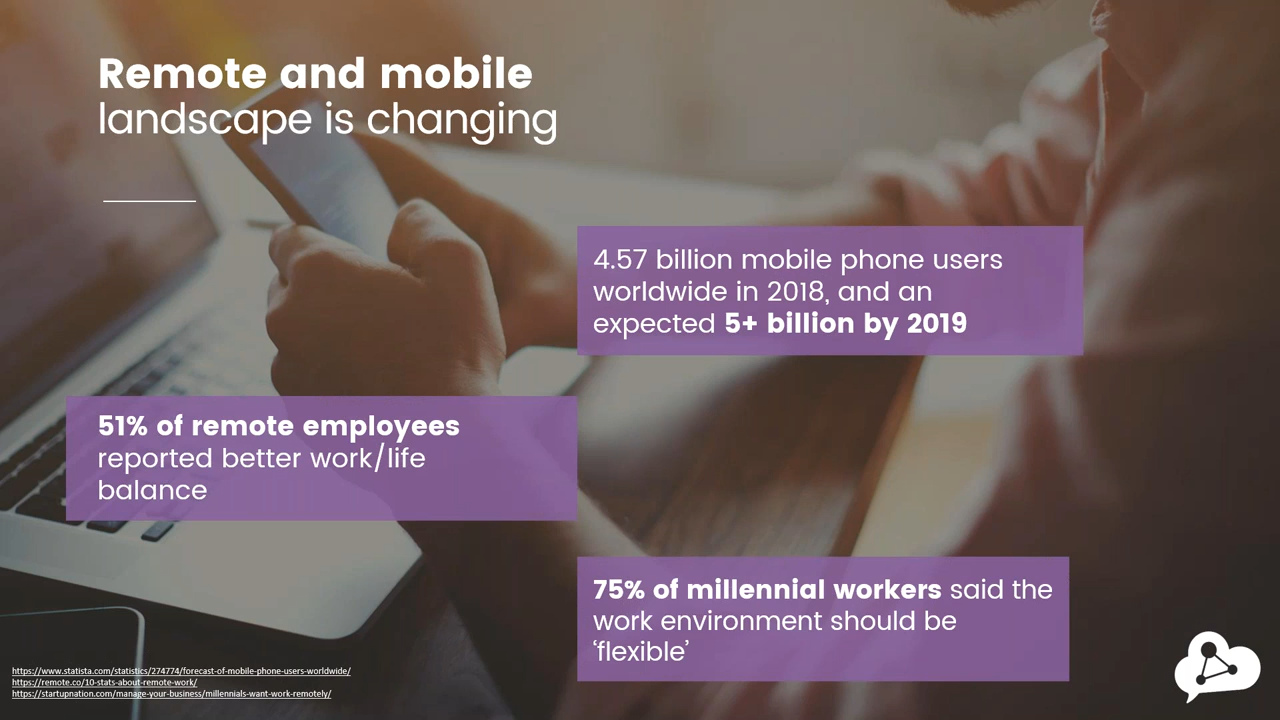 Remote and mobile
landscape is changing
4.57 billion mobile phone users
worldwide in 2018, and an
expected 5+ billion by 2019
51% of remote employees
reported better work/life
balance
75% of millennial workers said the
work environment should be
‘flexible’
https://www.statista.com/statistics/274774/forecast-of-mobile-phone-users-worldwide/
https://remote.co/10-stats-about-remote-work/
https://startupnation.com/manage-your-business/millennials-want-work-remotely/